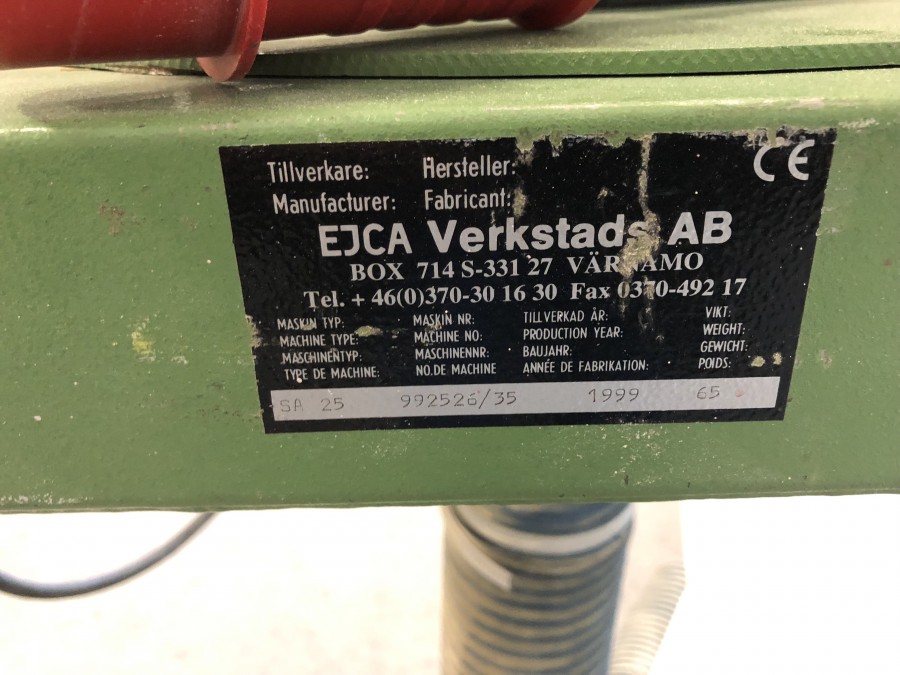 Tillverkare: Hersteller: CE
Manufacturer: Fabricant:
EJCA Verkstads AB
BOX 714 S-331 27 VÄRNAMO
Tel. + 46(0)370-30 16 30 Fax 0370-492 17
MASKIN TYP: MASKIN NR: TILLVERKAD ÅR: VIKT:
MACHINE TYPE: MACHINE NO: PRODUCTION YEAR: WEIGHT:
MASCHINENTYP: MASCHINENNR: BAUJAHR: GEWICHT:
TYPE DE MACHINE: NO.DE MACHINE ANNÉE DE FABRIKATION: POIDS:
SA 25 992526/35 1999 65